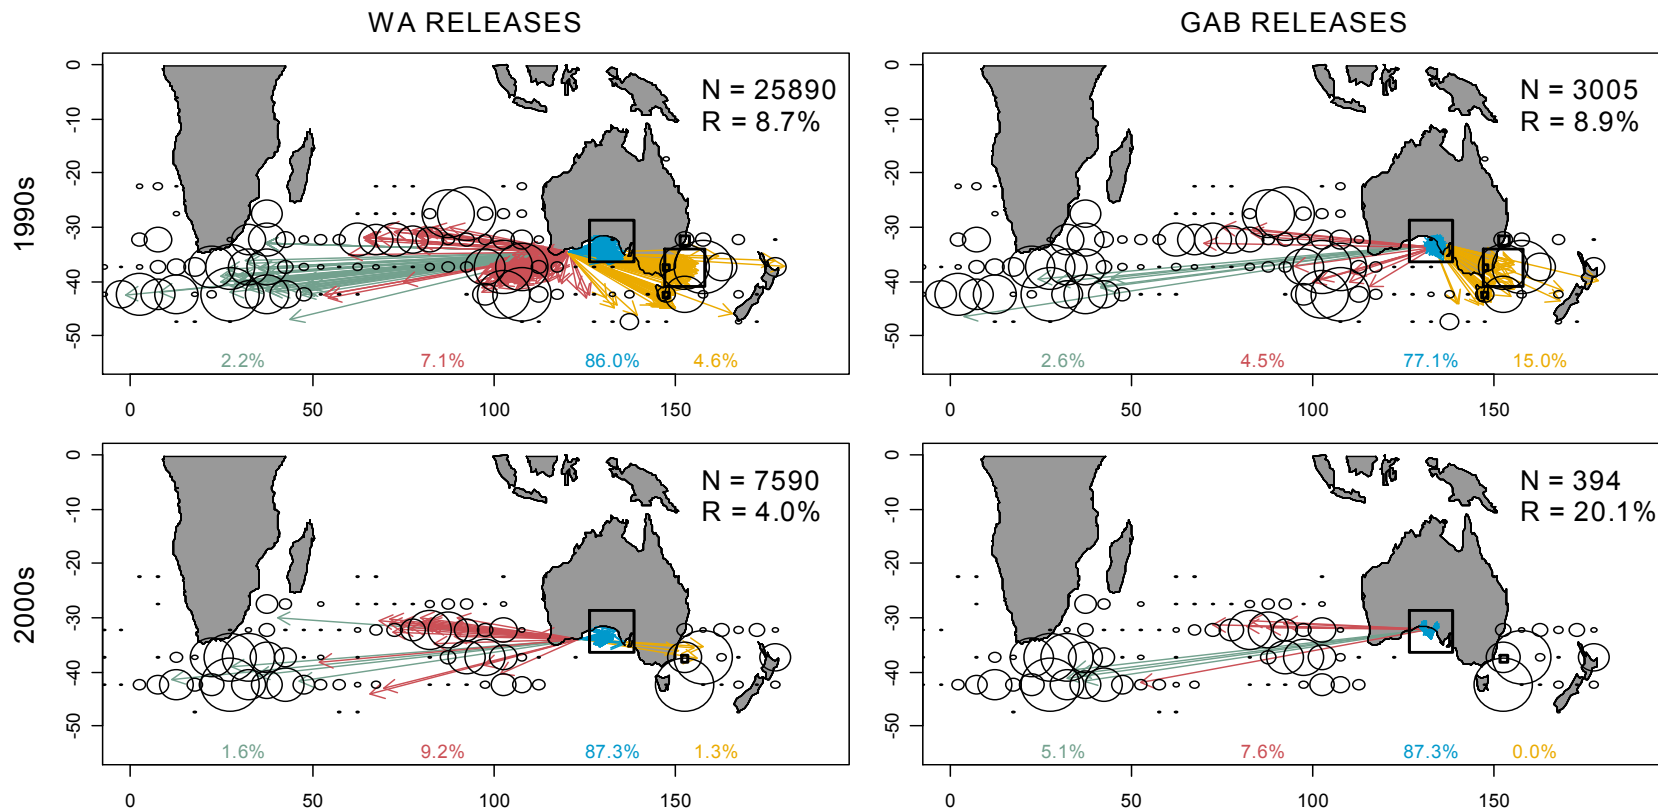 WA RELEASES
GAB RELEASES
1990s
0
-10
-20
-30
-40
-50
N = 25890
R = 8.7%
2.2% 7.1% 86.0% 4.6%
0 50 100 150
0
-10
-20
-30
-40
-50
N = 3005
R = 8.9%
2.6% 4.5% 77.1% 15.0%
0 50 100 150
2000s
0
-10
-20
-30
-40
-50
N = 7590
R = 4.0%
1.6% 9.2% 87.3% 1.3%
0 50 100 150
0
-10
-20
-30
-40
-50
N = 394
R = 20.1%
5.1% 7.6% 87.3% 0.0%
0 50 100 150